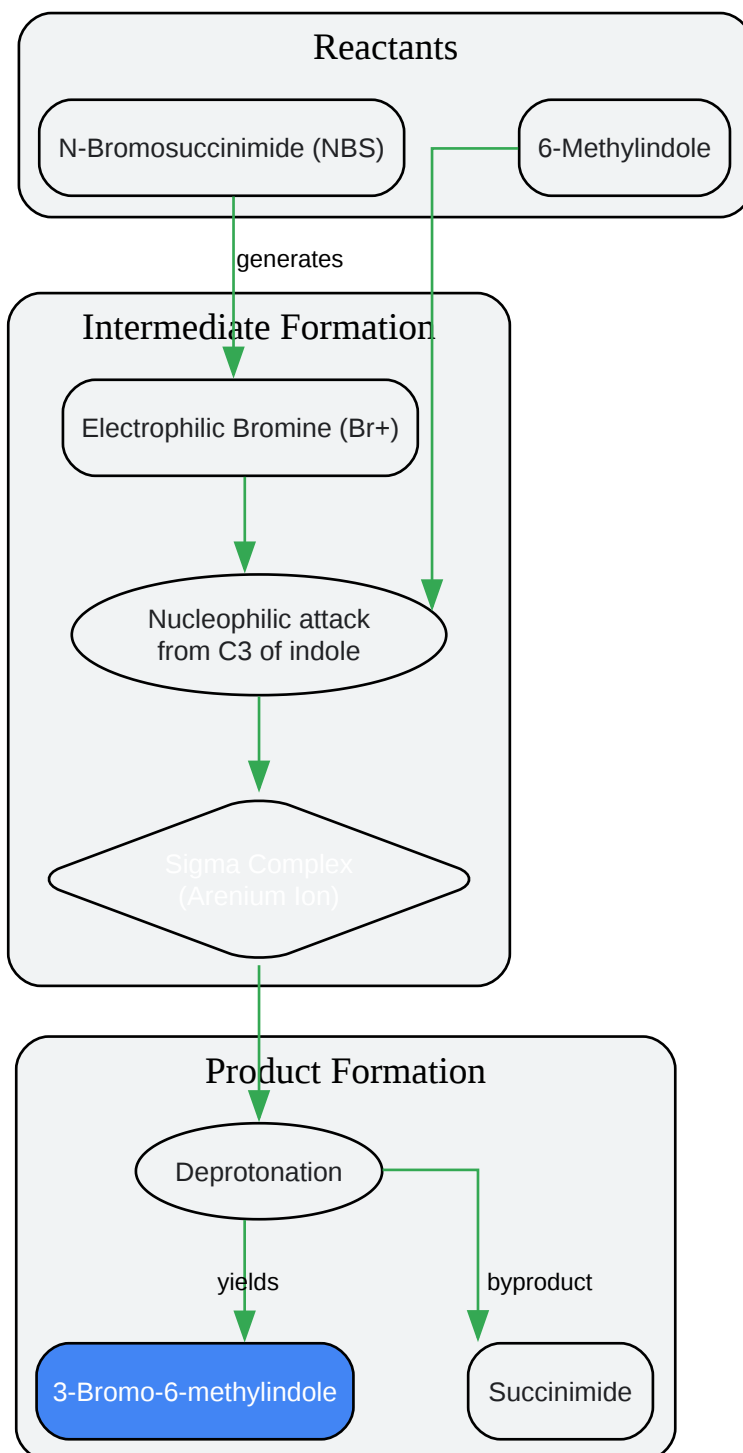 Reactants
N-Bromosuccinimide (NBS)
6-Methylindole
generates
Intermediate Formation
Electrophilic Bromine (Br+)
Nucleophilic attack
from C3 of indole
Sigma Complex
(Arenium Ion)
Product Formation
Deprotonation
yields
byproduct
3-Bromo-6-methylindole
Succinimide